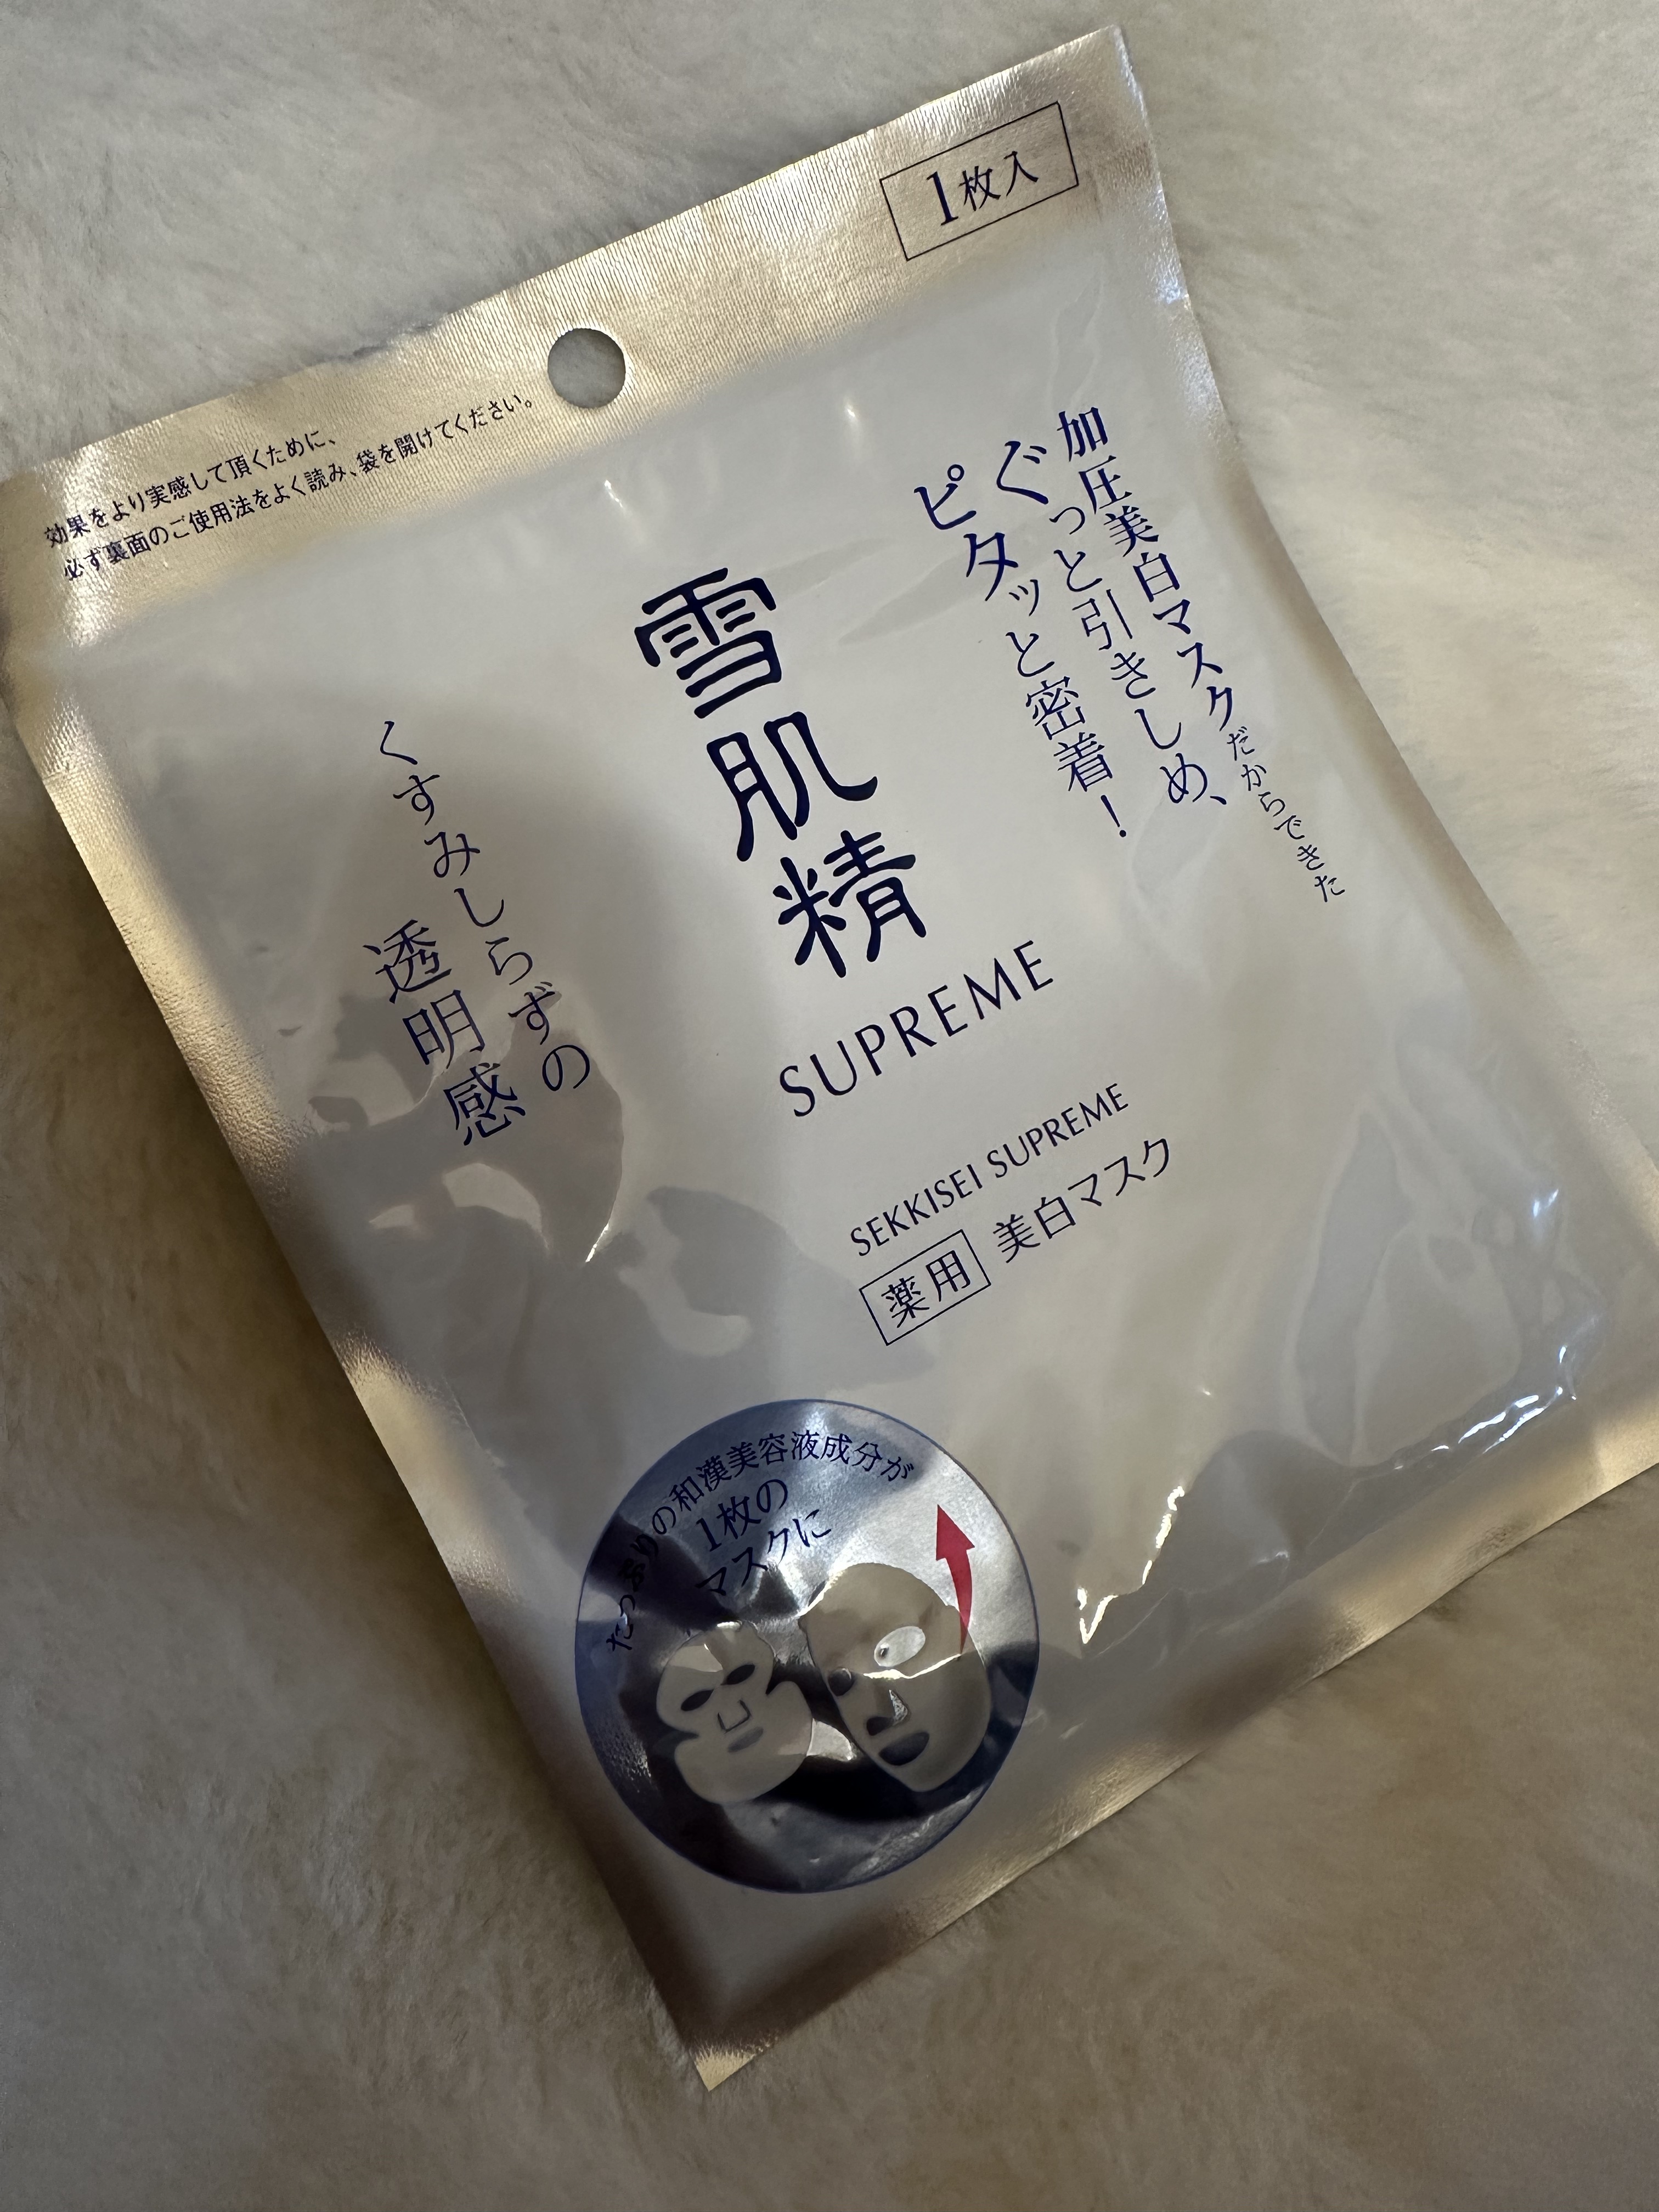 1枚入
効果をより実感して頂くために、
必ず裏面のご使用法をよく読み、袋を開けてください。
加圧美白マスクだからできた
ぐっと引きしめ、
ピタッと密着！
雪肌精
SUPREME
くすみしらずの
透明感
SEKKISEI SUPREME
薬用 美白マスク
たっぷりの和漢美容液成分が
1枚の
マスクに